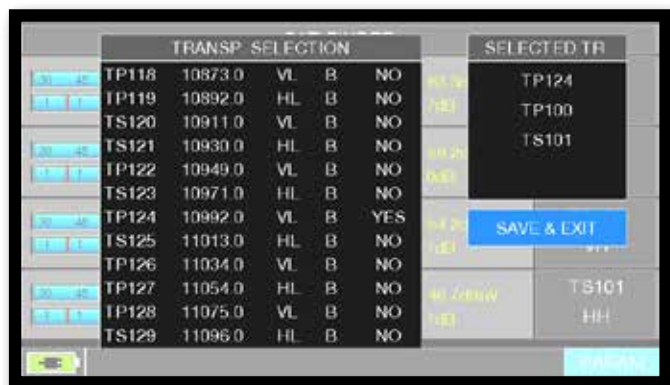 TRANSP SELECTION
TP118 10873.0 VL B NO
TP119 10892.0 HL B NO
TS120 10911.0 VL B NO
TS121 10930.0 HL B NO
TP122 10949.0 VL B NO
TS123 10971.0 HL B NO
TP124 10992.0 VL B YES
TS125 11013.0 HL B NO
TP126 11034.0 VL B NO
TP127 11054.0 HL B NO
TP128 11075.0 VL B NO
TS129 11096.0 HL B NO
SELECTED TR
TP124
TP100
TS101
SAVE & EXIT
TS101
HH